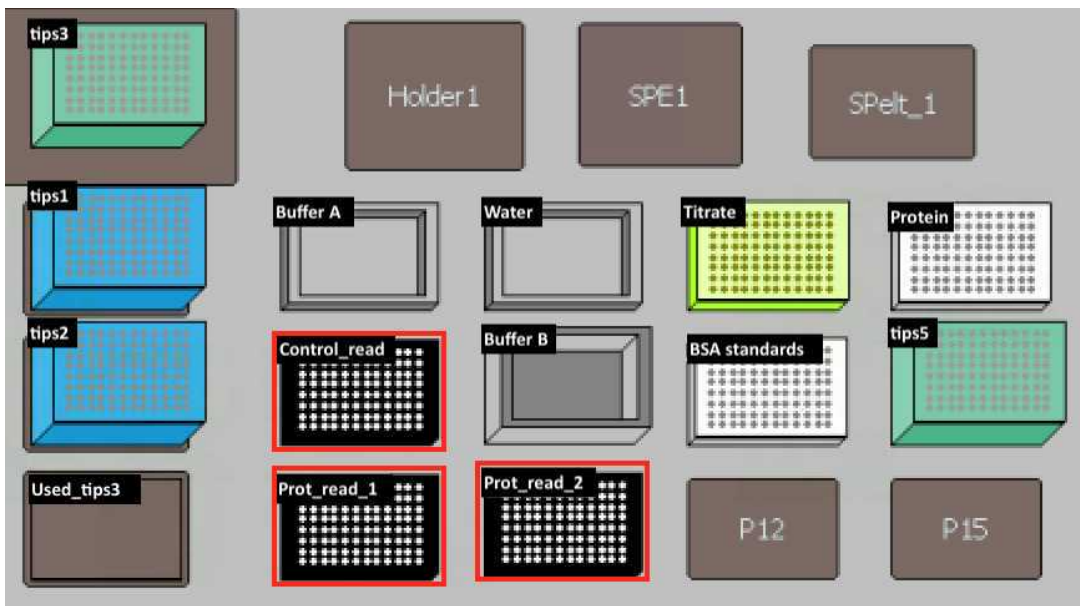 tips3
Holder1
SPE1
SPelt_1
tips1
Buffer A
Water
Titrate
Protein
tips2
Control_read
Buffer B
BSA standards
tips5
Used_tips3
Prot_read_1
Prot_read_2
P12
P15